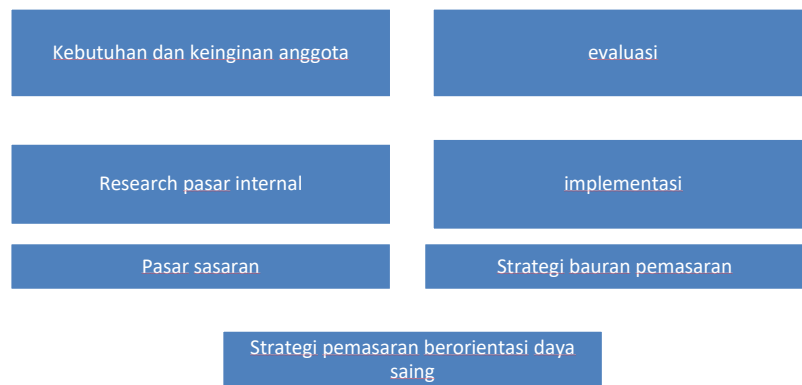 Kebutuhan dan keinginan anggota
evaluasi
Research pasar internal
implementasi
Pasar sasaran
Strategi bauran pemasaran
Strategi pemasaran berorientasi daya
saing